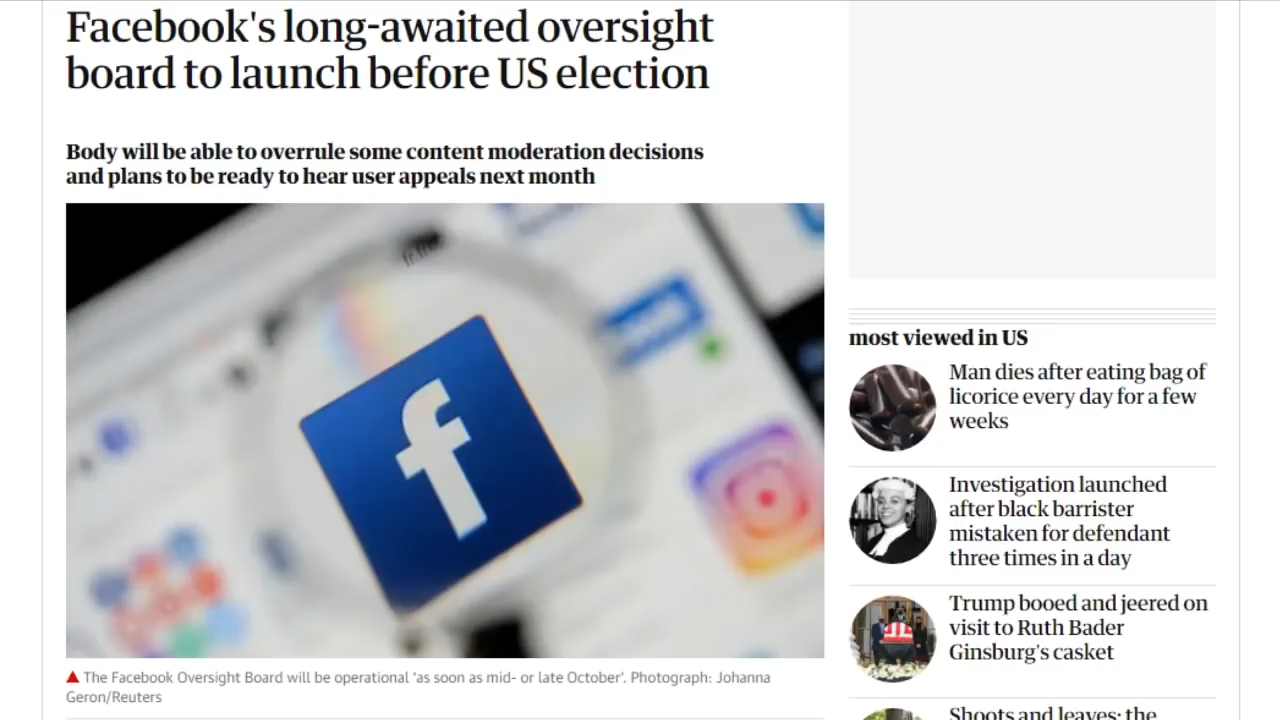 Facebook's long-awaited oversight
board to launch before US election
Body will be able to overrule some content moderation decisions
and plans to be ready to hear user appeals next month
f
▲ The Facebook Oversight Board will be operational 'as soon as mid- or late October'. Photograph: Johanna
Geron/Reuters
most viewed in US
Man dies after eating bag of
licorice every day for a few
weeks
Investigation launched
after black barrister
mistaken for defendant
three times in a day
Trump booed and jeered on
visit to Ruth Bader
Ginsburg's casket
Shoots and leaves: the